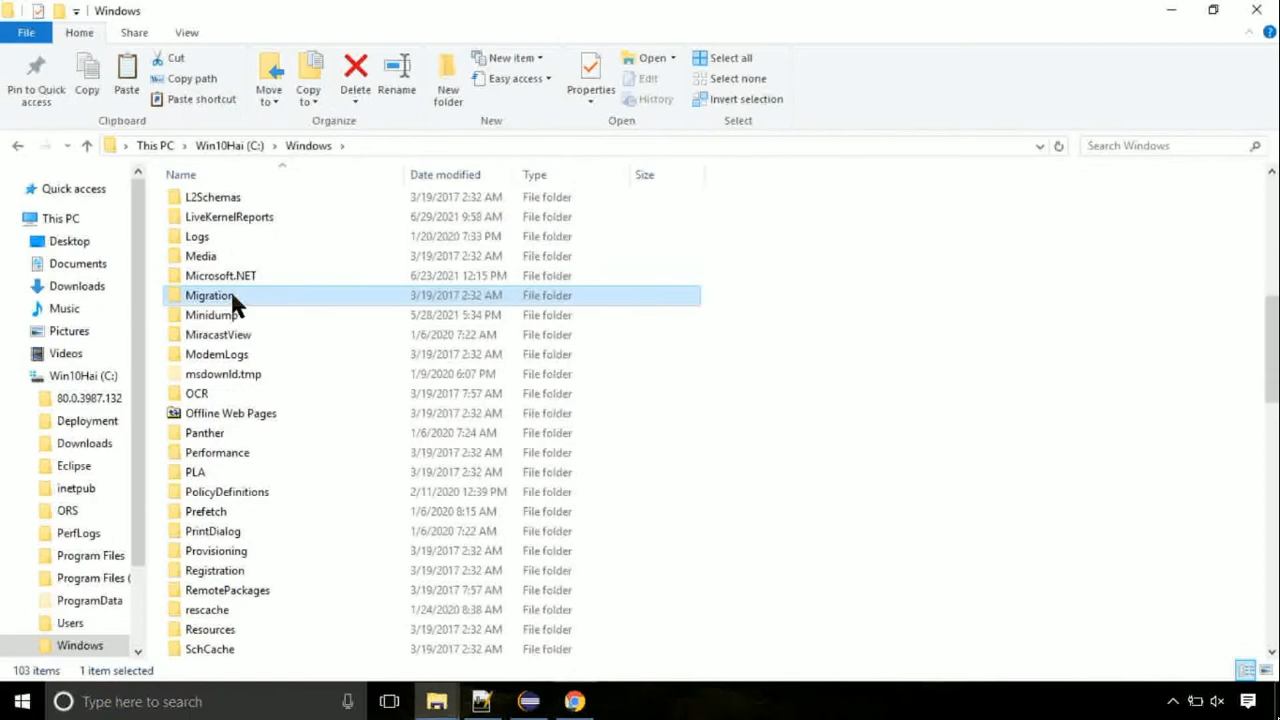 Windows
File Home Share View
Pin to Quick access
Copy
Paste
Cut
Copy path
Paste shortcut
Clipboard
Move to
Copy to
Delete
Rename
Organize
New folder
New item
Easy access
New
Properties
Open
Edit
History
Open
Select all
Select none
Invert selection
Select
This PC > Win10Hai (C:) > Windows >
Search Windows
Quick access
This PC
Desktop
Documents
Downloads
Music
Pictures
Videos
Win10Hai (C:)
80.0.3987.132
Deployment
Downloads
Eclipse
inetpub
ORS
PerfLogs
Program Files
Program Files (
ProgramData
Users
Windows
Name Date modified Type Size
L2Schemas 3/19/2017 2:32 AM File folder
LiveKernelReports 6/29/2021 9:58 AM File folder
Logs 1/20/2020 7:33 PM File folder
Media 3/19/2017 2:32 AM File folder
Microsoft.NET 6/23/2021 12:15 PM File folder
Migration 3/19/2017 2:32 AM File folder
Minidump 5/28/2021 5:34 PM File folder
MiracastView 1/6/2020 7:22 AM File folder
ModemLogs 3/19/2017 2:32 AM File folder
msdownld.tmp 1/9/2020 6:07 PM File folder
OCR 3/19/2017 7:57 AM File folder
Offline Web Pages 3/19/2017 2:32 AM File folder
Panther 1/6/2020 7:24 AM File folder
Performance 3/19/2017 2:32 AM File folder
PLA 3/19/2017 2:32 AM File folder
PolicyDefinitions 2/11/2020 12:39 PM File folder
Prefetch 1/6/2020 8:15 AM File folder
PrintDialog 1/6/2020 7:22 AM File folder
Provisioning 3/19/2017 2:32 AM File folder
Registration 3/19/2017 2:32 AM File folder
RemotePackages 3/19/2017 7:57 AM File folder
rescache 1/24/2020 8:38 AM File folder
Resources 3/19/2017 2:32 AM File folder
SchCache 3/19/2017 2:32 AM File folder
103 items 1 item selected
Type here to search